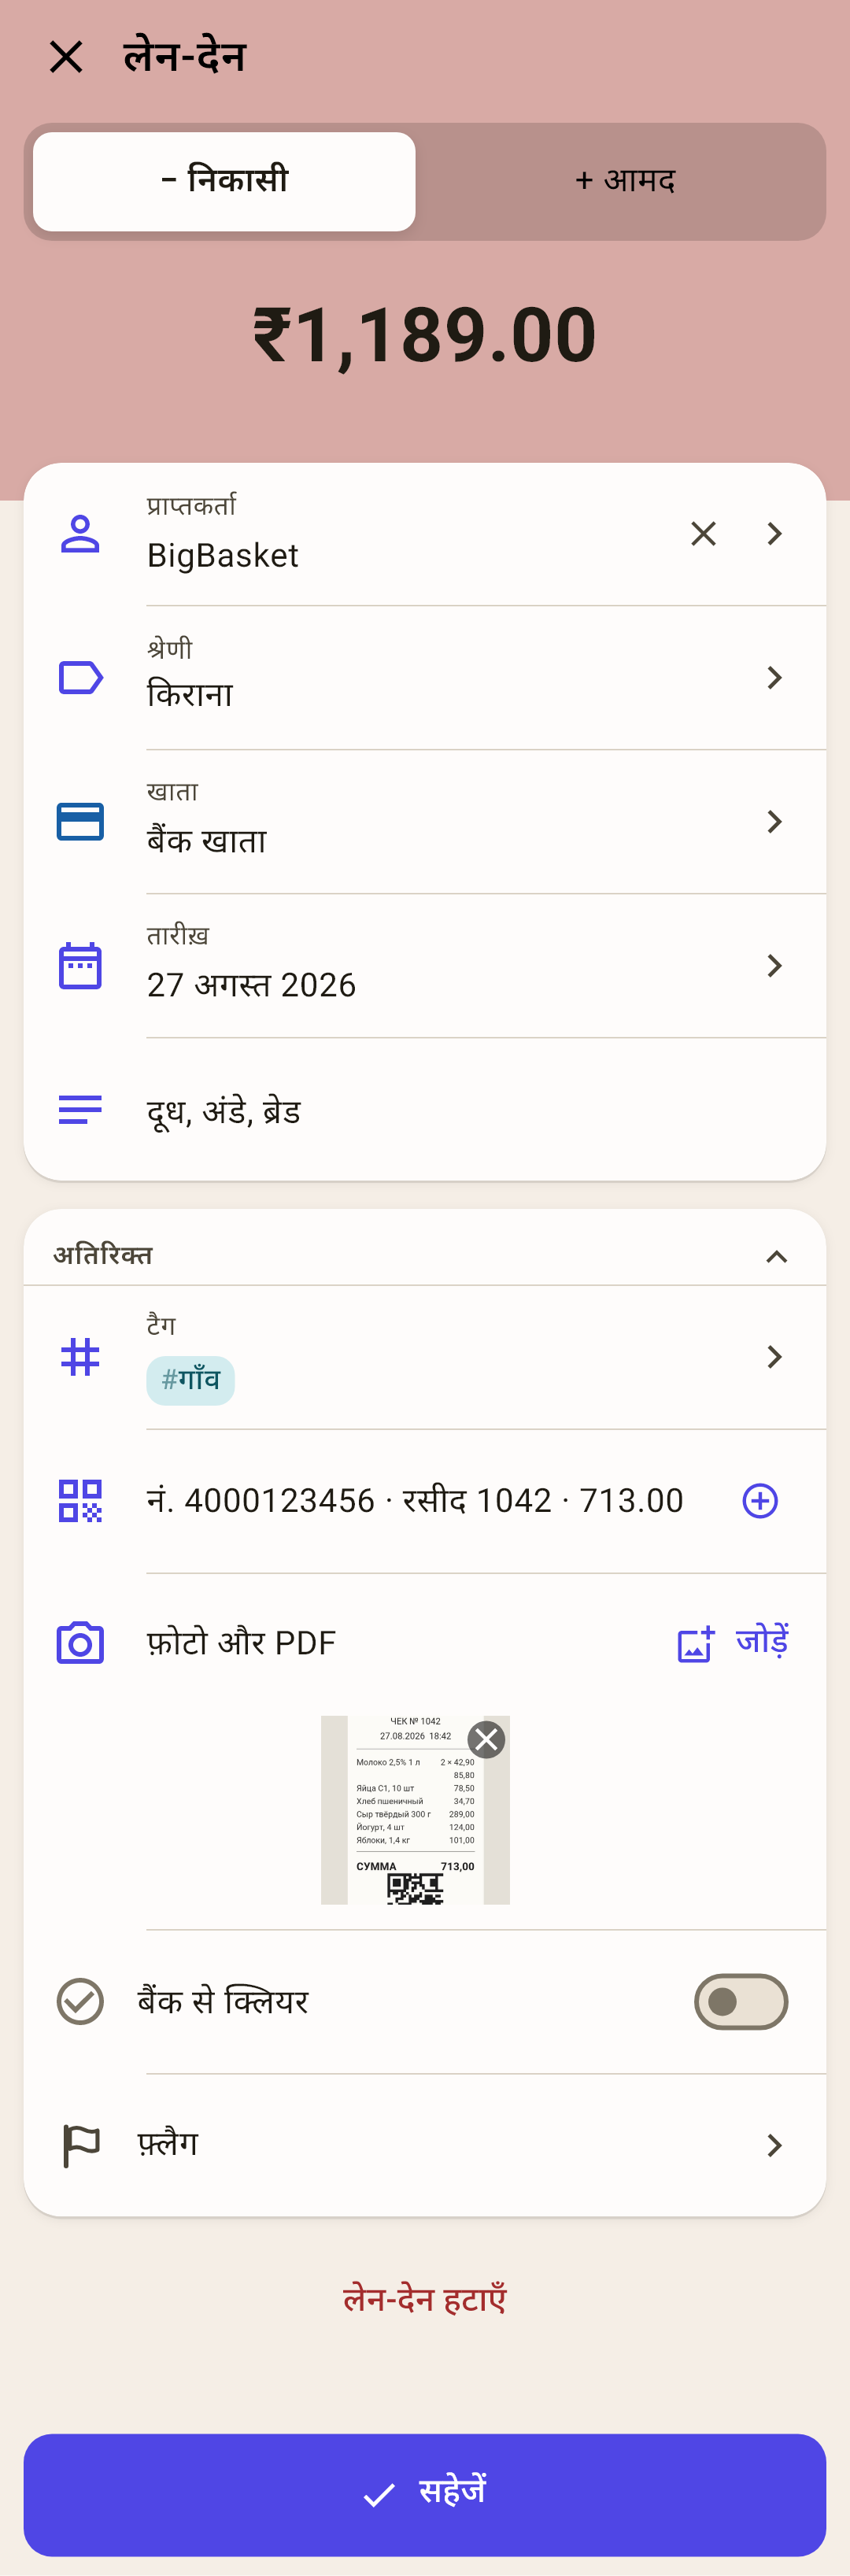 लेन-देन
− निकासी
+ आमद
₹1,189.00
प्राप्तकर्ता
BigBasket
श्रेणी
किराना
खाता
बैंक खाता
तारीख़
27 अगस्त 2026
दूध, अंडे, ब्रेड
अतिरिक्त
टैग
#गाँव
नं. 4000123456 · रसीद 1042 · 713.00
फ़ोटो और PDF
जोड़ें
ЧЕК № 1042
27.08.2026 18:42
Молоко 2,5% 1 л 2 × 42,90
85,80
Яйца С1, 10 шт 78,50
Хлеб пшеничный 34,70
Сыр твёрдый 300 г 289,00
Йогурт, 4 шт 124,00
Яблоки, 1,4 кг 101,00
СУММА 713,00
बैंक से क्लियर
फ़्लैग
लेन-देन हटाएँ
सहेजें